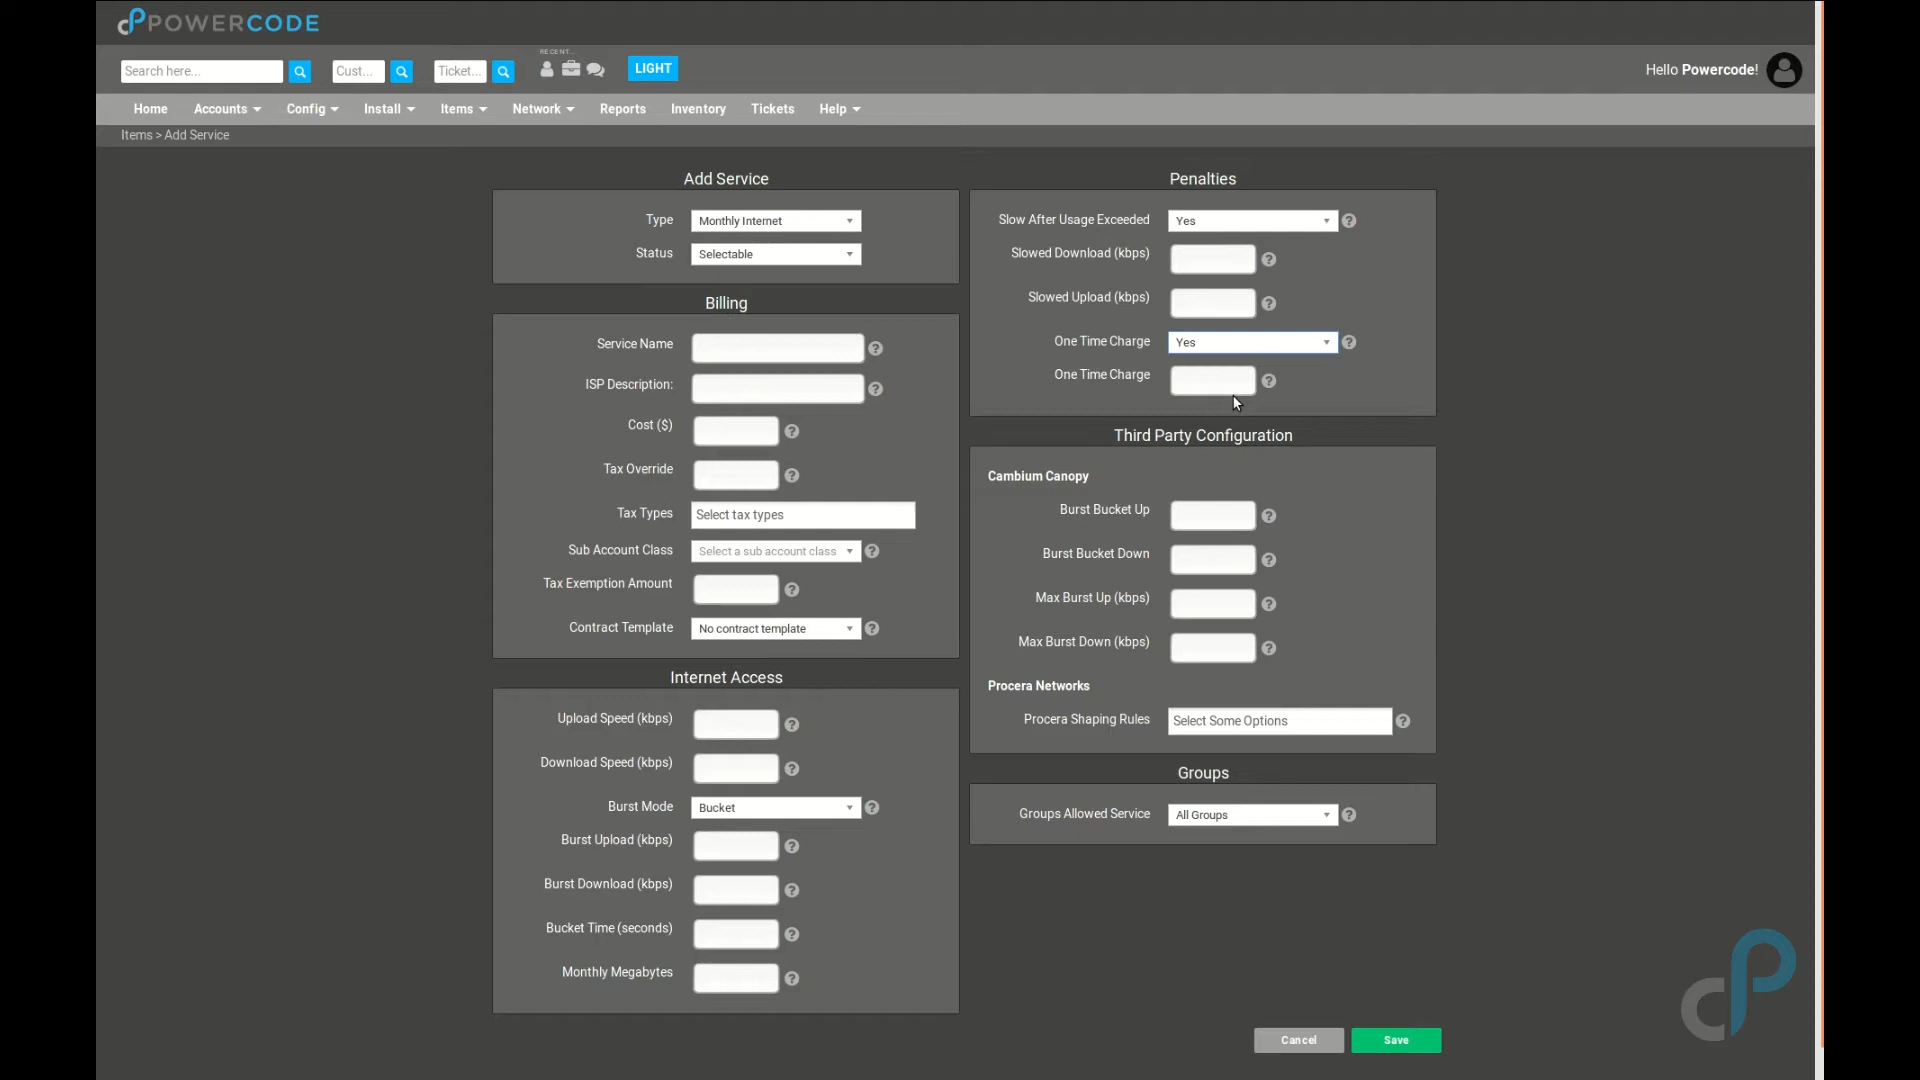 POWERCODE
RECENT...
Search here...
Cust...
Ticket...
LIGHT
Hello Powercode!
Home Accounts Config Install Items Network Reports Inventory Tickets Help
Items > Add Service
Add Service
Type Monthly Internet
Status Selectable
Billing
Service Name
ISP Description:
Cost ($)
Tax Override
Tax Types Select tax types
Sub Account Class Select a sub account class
Tax Exemption Amount
Contract Template No contract template
Internet Access
Upload Speed (kbps)
Download Speed (kbps)
Burst Mode Bucket
Burst Upload (kbps)
Burst Download (kbps)
Bucket Time (seconds)
Monthly Megabytes
Penalties
Slow After Usage Exceeded Yes
Slowed Download (kbps)
Slowed Upload (kbps)
One Time Charge Yes
One Time Charge
Third Party Configuration
Cambium Canopy
Burst Bucket Up
Burst Bucket Down
Max Burst Up (kbps)
Max Burst Down (kbps)
Procera Networks
Procera Shaping Rules Select Some Options
Groups
Groups Allowed Service All Groups
Cancel Save